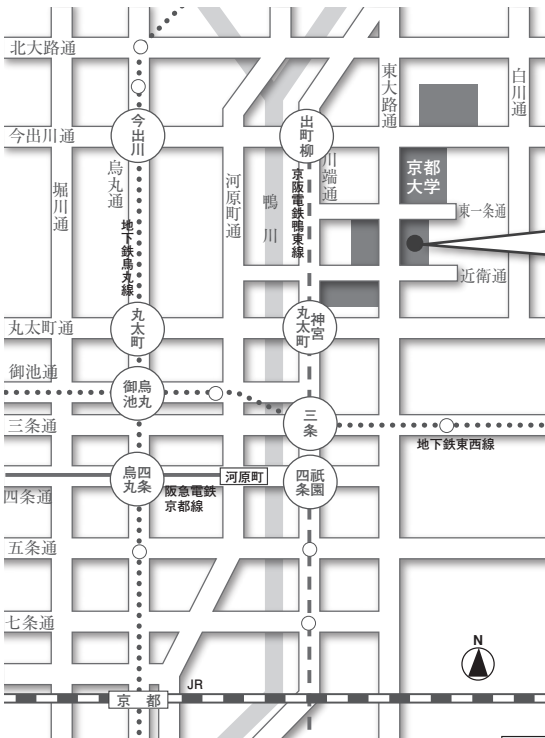 北大路通
東大路通
白川通
今出川通
今出川
出町柳
烏丸通
堀川通
河原町通
鴨川
川端通
京都
大学
京阪電鉄鴨東線
地下鉄烏丸線
東一条通
近衛通
丸太町通
丸太町
神宮
丸太町
御池通
烏丸
御池
三条通
三条
地下鉄東西線
四条
烏丸
河原町
祇園
四条
四条通
阪急電鉄
京都線
五条通
七条通
N
JR
京都